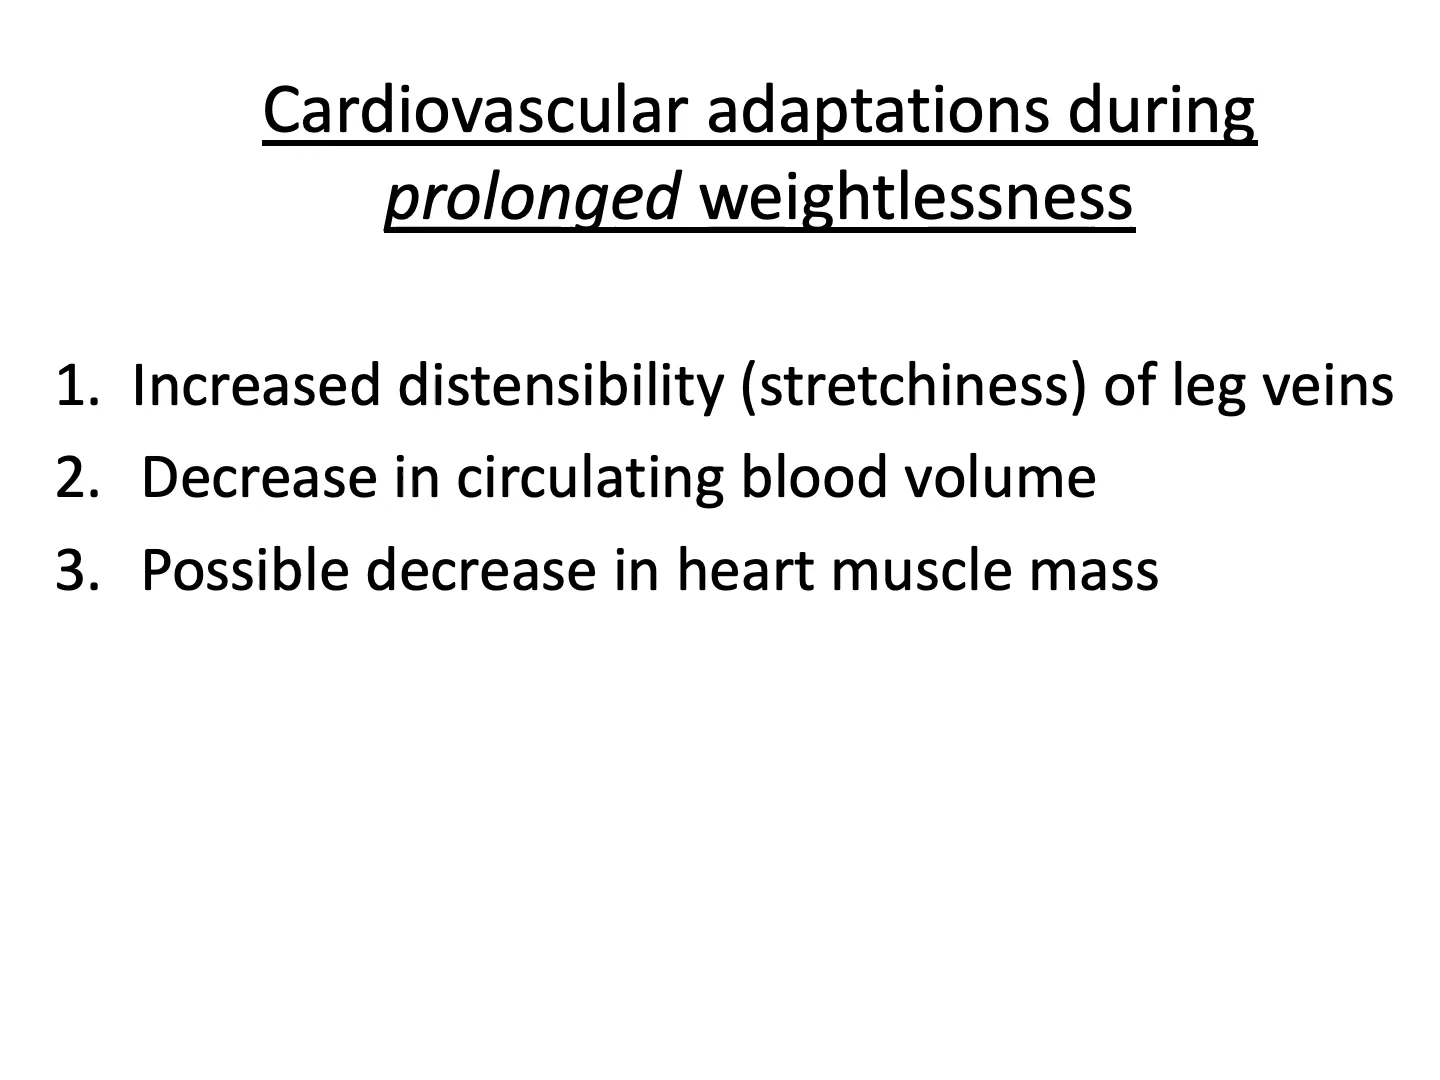 Cardiovascular adaptations during
prolonged weightlessness
1. Increased distensibility (stretchiness) of leg veins
2. Decrease in circulating blood volume
3. Possible decrease in heart muscle mass